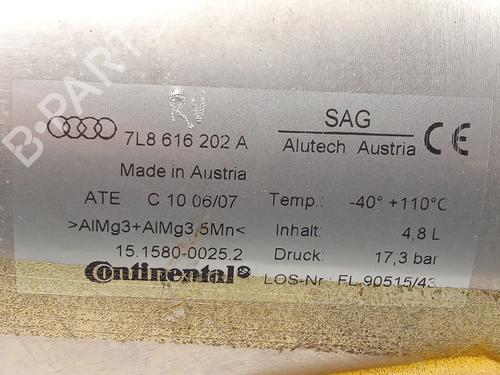 B-PARTS
RV
7L8 616 202 A
SAG
Alutech Austria CE
Made in Austria
ATE C 10 06/07
Temp.: -40° +110°C
>AlMg3+AlMg3,5Mn<
Inhalt: 4,8 L
15.1580-0025.2
Druck: 17,3 bar
Continental
LOS-Nr.: FL 90515/43